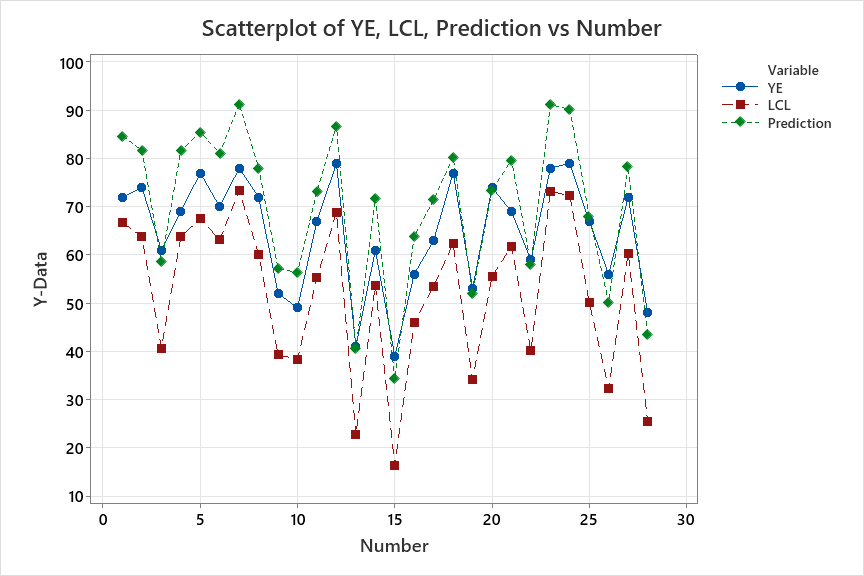 Scatterplot of YE, LCL, Prediction vs Number
Variable
YE
LCL
Prediction
100
90
80
70
60
50
40
30
20
10
Y-Data
0 5 10 15 20 25 30
Number